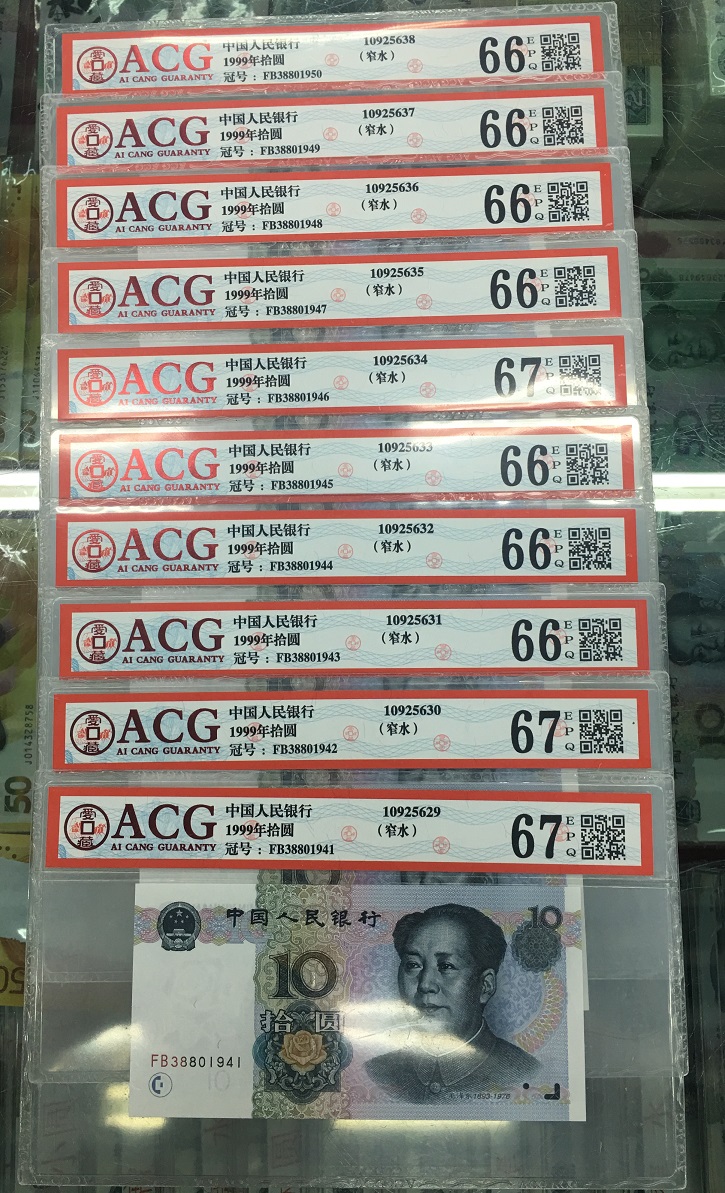 ACG
AI CANG GUARANTY
中国人民银行 10925638
1999年拾圆 (窄水)
冠号：FB38801950
66 EPQ
ACG
AI CANG GUARANTY
中国人民银行 10925637
1999年拾圆 (窄水)
冠号：FB38801949
66 EPQ
ACG
AI CANG GUARANTY
中国人民银行 10925636
1999年拾圆 (窄水)
冠号：FB38801948
66 EPQ
ACG
AI CANG GUARANTY
中国人民银行 10925635
1999年拾圆 (窄水)
冠号：FB38801947
66 EPQ
ACG
AI CANG GUARANTY
中国人民银行 10925634
1999年拾圆 (窄水)
冠号：FB38801946
67 EPQ
ACG
AI CANG GUARANTY
中国人民银行 10925633
1999年拾圆 (窄水)
冠号：FB38801945
66 EPQ
ACG
AI CANG GUARANTY
中国人民银行 10925632
1999年拾圆 (窄水)
冠号：FB38801944
66 EPQ
ACG
AI CANG GUARANTY
中国人民银行 10925631
1999年拾圆 (窄水)
冠号：FB38801943
66 EPQ
ACG
AI CANG GUARANTY
中国人民银行 10925630
1999年拾圆 (窄水)
冠号：FB38801942
67 EPQ
ACG
AI CANG GUARANTY
中国人民银行 10925629
1999年拾圆 (窄水)
冠号：FB38801941
67 EPQ
中国人民银行
10
10
拾圆
FB38801941
1893-1976
J014328758
50